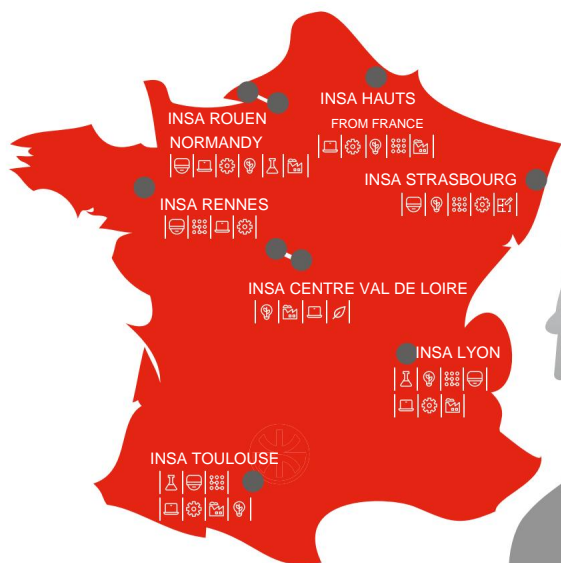 INSA ROUEN
NORMANDY
INSA HAUTS
FROM FRANCE
INSA STRASBOURG
INSA RENNES
INSA CENTRE VAL DE LOIRE
INSA LYON
INSA TOULOUSE